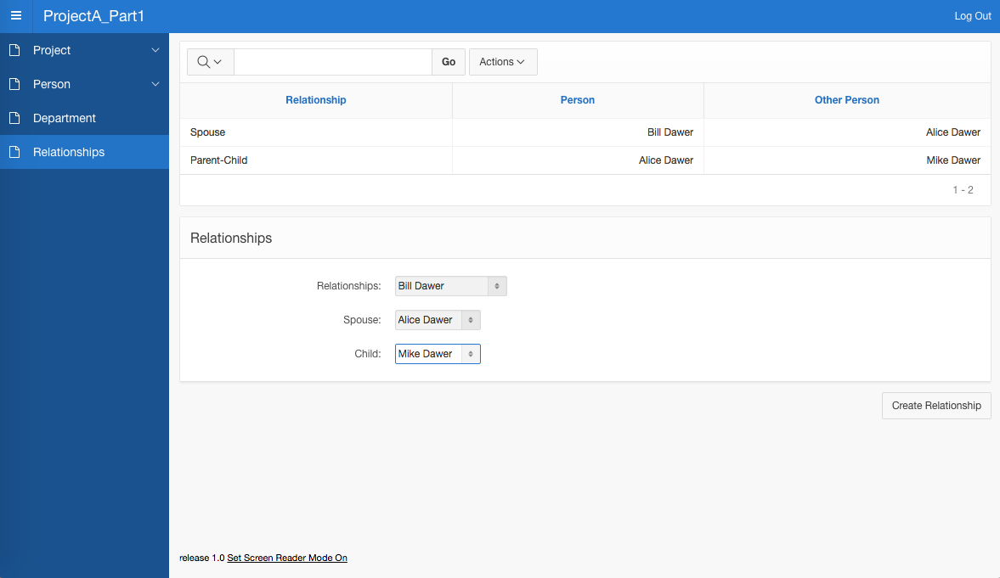 ProjectA_Part1
Log Out
Project
Person
Department
Relationships
Go
Actions
Relationship Person Other Person
Spouse Bill Dawer Alice Dawer
Parent-Child Alice Dawer Mike Dawer
1 - 2
Relationships
Relationships: Bill Dawer
Spouse: Alice Dawer
Child: Mike Dawer
Create Relationship
release 1.0 Set Screen Reader Mode On